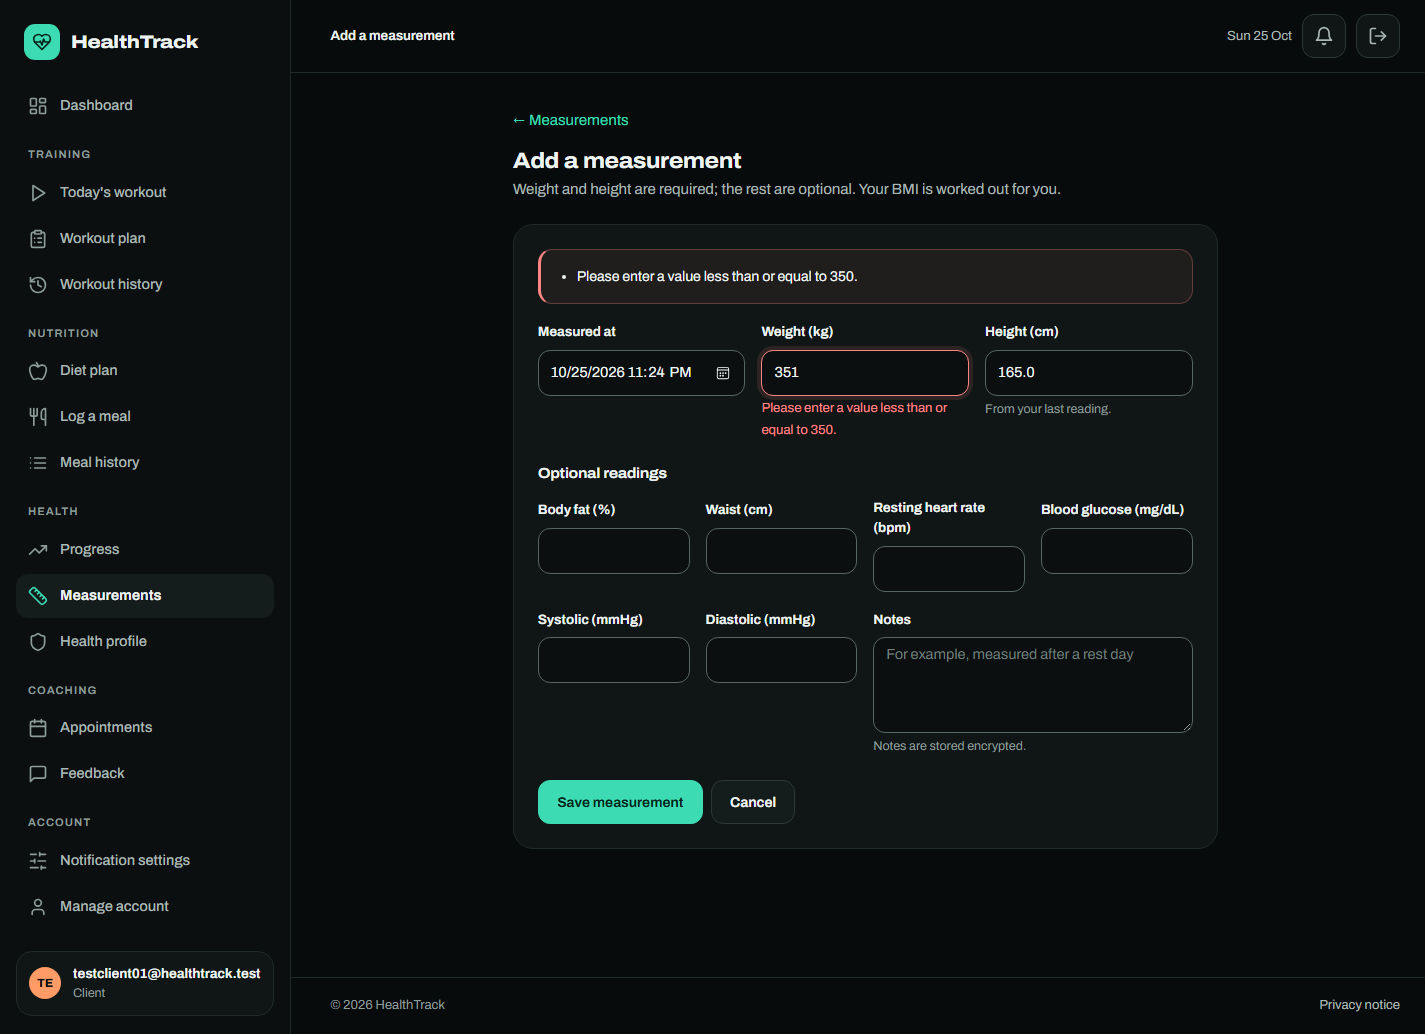 HealthTrack
Dashboard
TRAINING
Today's workout
Workout plan
Workout history
NUTRITION
Diet plan
Log a meal
Meal history
HEALTH
Progress
Measurements
Health profile
COACHING
Appointments
Feedback
ACCOUNT
Notification settings
Manage account
TE
testclient01@healthtrack.test
Client
Add a measurement
Sun 25 Oct
← Measurements
Add a measurement
Weight and height are required; the rest are optional. Your BMI is worked out for you.
• Please enter a value less than or equal to 350.
Measured at
10/25/2026 11:24 PM
Weight (kg)
351
Please enter a value less than or
equal to 350.
Height (cm)
165.0
From your last reading.
Optional readings
Body fat (%)
Waist (cm)
Resting heart rate
(bpm)
Blood glucose (mg/dL)
Systolic (mmHg)
Diastolic (mmHg)
Notes
For example, measured after a rest day
Notes are stored encrypted.
Save measurement
Cancel
© 2026 HealthTrack
Privacy notice